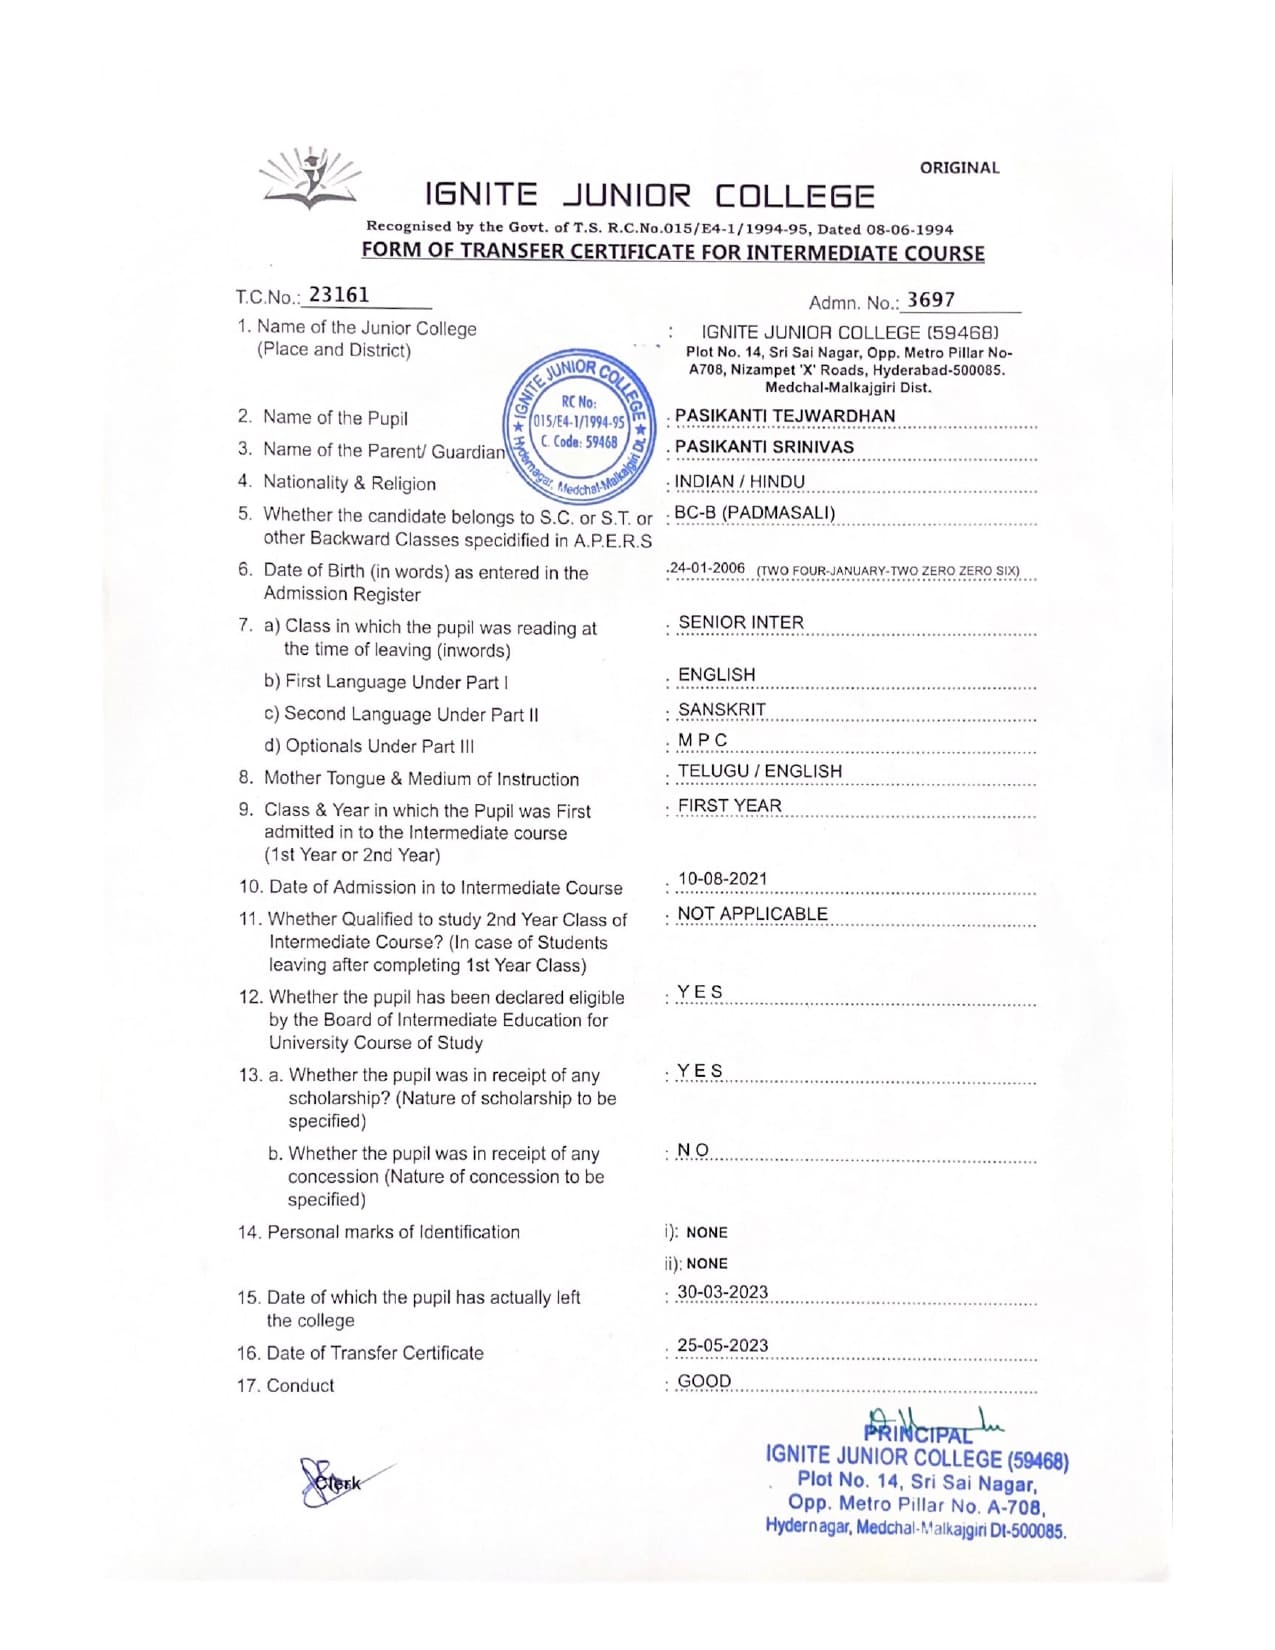 ORIGINAL
IGNITE JUNIOR COLLEGE
Recognised by the Govt. of T.S. R.C.No.015/E4-1/1994-95, Dated 08-06-1994
FORM OF TRANSFER CERTIFICATE FOR INTERMEDIATE COURSE
T.C.No.: 23161
Admn. No.: 3697
1. Name of the Junior College : IGNITE JUNIOR COLLEGE (59468)
(Place and District) Plot No. 14, Sri Sai Nagar, Opp. Metro Pillar No-
A708, Nizampet 'X' Roads, Hyderabad-500085.
Medchal-Malkajgiri Dist.
★ IGNITE JUNIOR COLLEGE ★
RC No:
015/E4-1/1994-95
C. Code: 59468
Hydernagar, Medchal-Malkajgiri Dt.
2. Name of the Pupil : PASIKANTI TEJWARDHAN
3. Name of the Parent/ Guardian : PASIKANTI SRINIVAS
4. Nationality & Religion : INDIAN / HINDU
5. Whether the candidate belongs to S.C. or S.T. or : BC-B (PADMASALI)
other Backward Classes specidified in A.P.E.R.S
6. Date of Birth (in words) as entered in the : 24-01-2006 (TWO FOUR-JANUARY-TWO ZERO ZERO SIX)
Admission Register
7. a) Class in which the pupil was reading at : SENIOR INTER
the time of leaving (inwords)
b) First Language Under Part I : ENGLISH
c) Second Language Under Part II : SANSKRIT
d) Optionals Under Part III : M P C
8. Mother Tongue & Medium of Instruction : TELUGU / ENGLISH
9. Class & Year in which the Pupil was First : FIRST YEAR
admitted in to the Intermediate course
(1st Year or 2nd Year)
10. Date of Admission in to Intermediate Course : 10-08-2021
11. Whether Qualified to study 2nd Year Class of : NOT APPLICABLE
Intermediate Course? (In case of Students
leaving after completing 1st Year Class)
12. Whether the pupil has been declared eligible : Y E S
by the Board of Intermediate Education for
University Course of Study
13. a. Whether the pupil was in receipt of any : Y E S
scholarship? (Nature of scholarship to be
specified)
b. Whether the pupil was in receipt of any : N O
concession (Nature of concession to be
specified)
14. Personal marks of Identification i): NONE
ii): NONE
15. Date of which the pupil has actually left : 30-03-2023
the college
16. Date of Transfer Certificate : 25-05-2023
17. Conduct : GOOD
Clerk
PRINCIPAL
IGNITE JUNIOR COLLEGE (59468)
Plot No. 14, Sri Sai Nagar,
Opp. Metro Pillar No. A-708,
Hydernagar, Medchal-Malkajgiri Dt-500085.